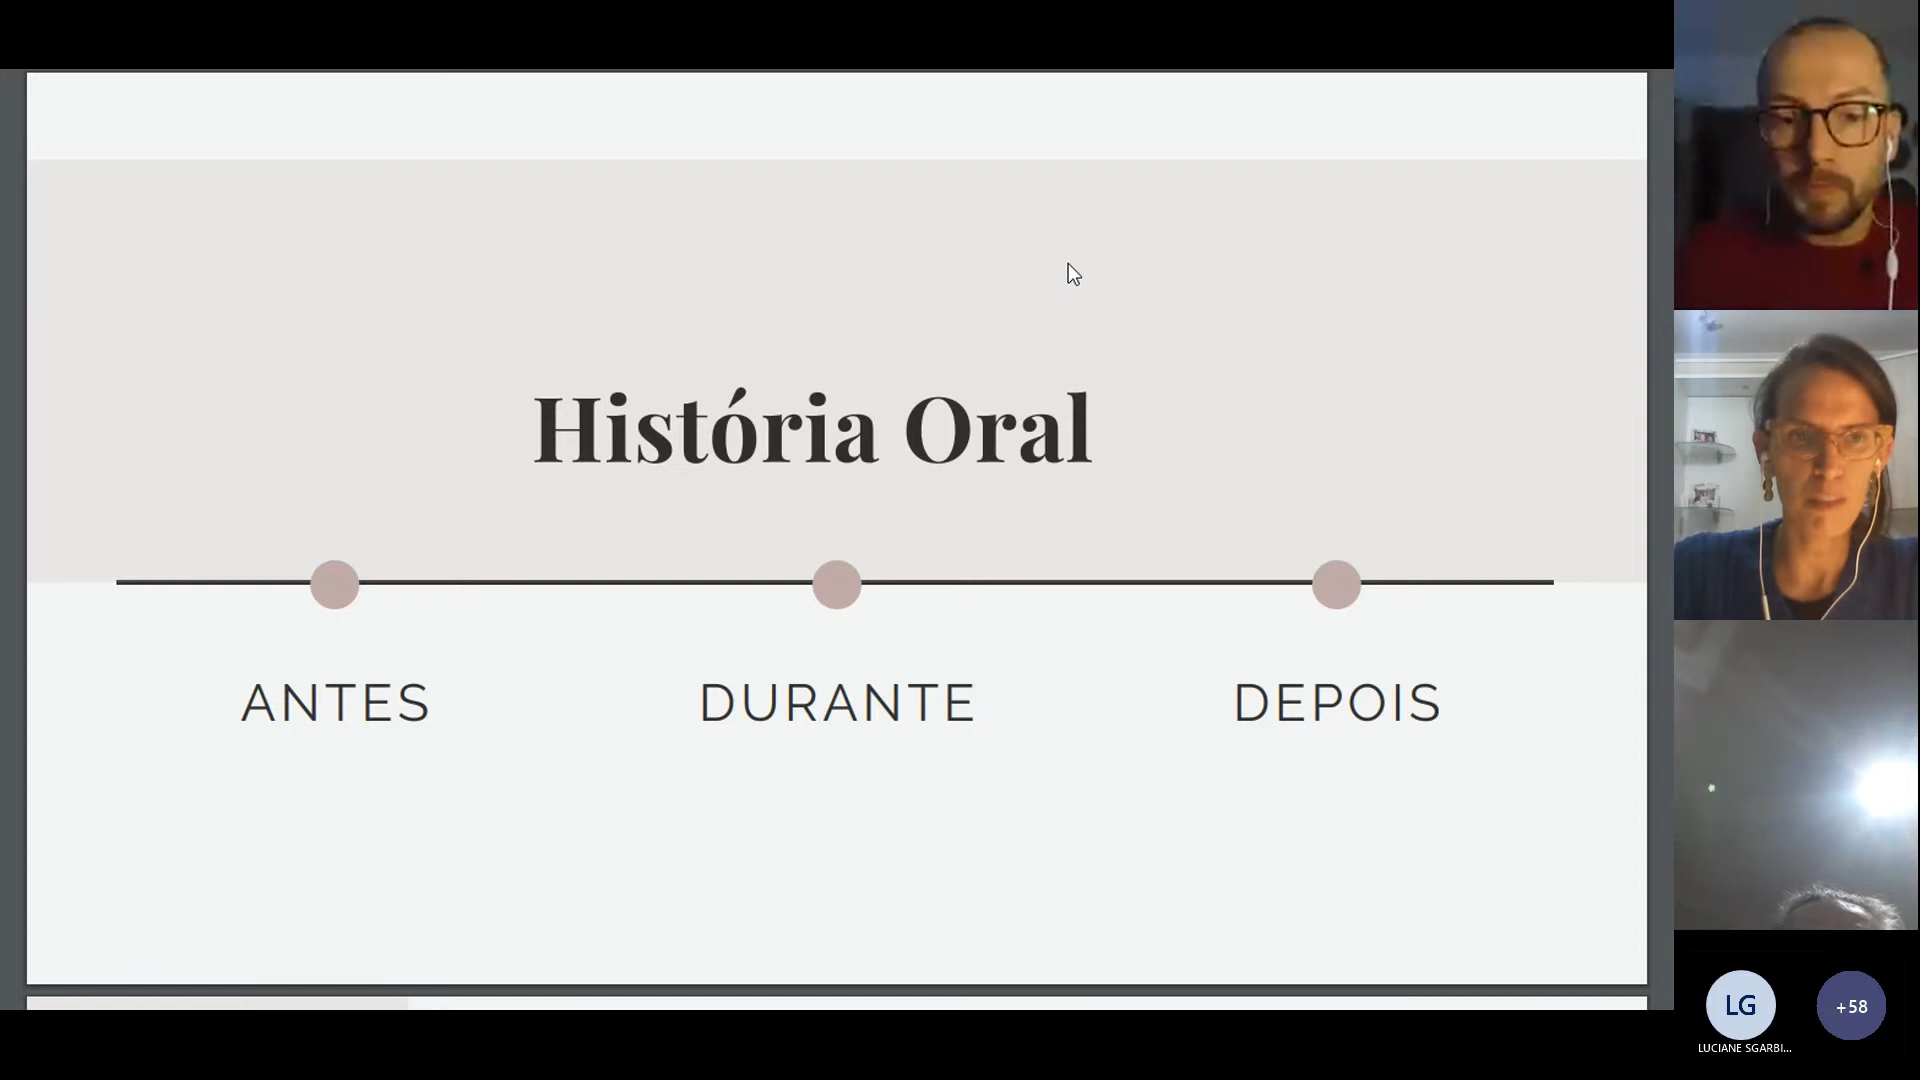 História Oral
ANTES
DURANTE
DEPOIS
LG
+58
LUCIANE SGARBI...